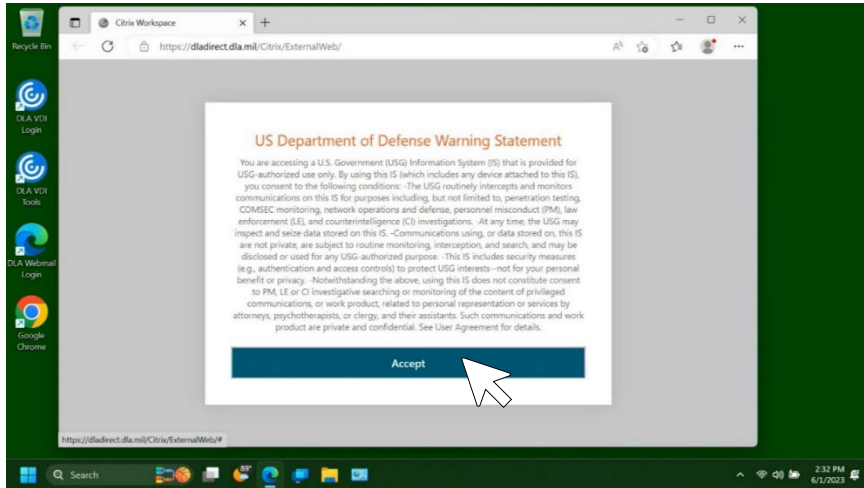 Citrix Workspace
Recycle Bin
https://dladirect.dla.mil/Citrix/ExternalWeb/
DLA VDI
Login
DLA VDI
Tools
DLA Webmail
Login
Google
Chrome
US Department of Defense Warning Statement
You are accessing a U.S. Government (USG) Information System (IS) that is provided for
USG-authorized use only. By using this IS (which includes any device attached to this IS),
you consent to the following conditions: -The USG routinely intercepts and monitors
communications on this IS for purposes including, but not limited to, penetration testing,
COMSEC monitoring, network operations and defense, personnel misconduct (PM), law
enforcement (LE), and counterintelligence (CI) investigations. -At any time, the USG may
inspect and seize data stored on this IS. -Communications using, or data stored on, this IS
are not private, are subject to routine monitoring, interception, and search, and may be
disclosed or used for any USG-authorized purpose. -This IS includes security measures
(e.g., authentication and access controls) to protect USG interests--not for your personal
benefit or privacy. -Notwithstanding the above, using this IS does not constitute consent
to PM, LE or CI investigative searching or monitoring of the content of privileged
communications, or work product, related to personal representation or services by
attorneys, psychotherapists, or clergy, and their assistants. Such communications and work
product are private and confidential. See User Agreement for details.
Accept
https://dladirect.dla.mil/Citrix/ExternalWeb/#
Search
89°
2:32 PM
6/1/2023